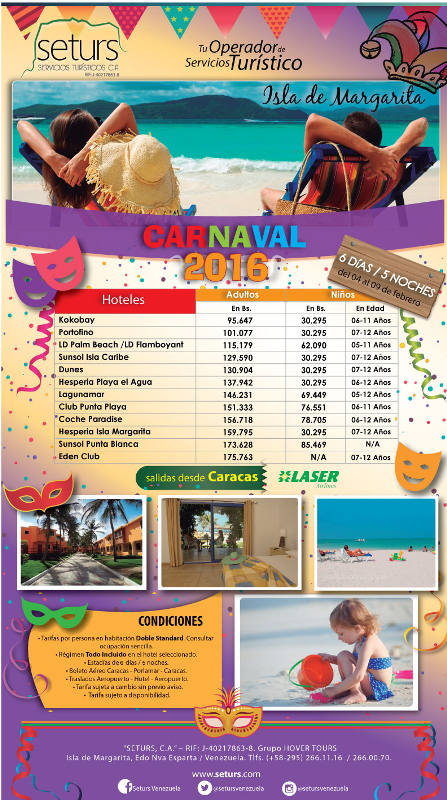 seturs
SERVICIOS TURÍSTICOS C.A
RIF: J-40217863-8
Tu Operador de
Servicios Turístico
Isla de Margarita
CARNAVAL
2016
6 DÍAS / 5 NOCHES
del 04 al 09 de febrero
Hoteles Adultos Niños
En Bs. En Bs. En Edad
Kokobay 95.647 30.295 06-11 Años
Portofino 101.077 30.295 07-12 Años
LD Palm Beach /LD Flamboyant 115.179 62.090 05-11 Años
Sunsol Isla Caribe 129.590 30.295 07-12 Años
Dunes 130.904 30.295 07-12 Años
Hesperia Playa el Agua 137.942 30.295 06-12 Años
Lagunamar 146.231 69.449 05-12 Años
Club Punta Playa 151.333 76.551 06-11 Años
Coche Paradise 156.718 78.705 06-12 Años
Hesperia Isla Margarita 159.795 30.295 07-12 Años
Sunsol Punta Blanca 173.628 85.469 N/A
Eden Club 175.763 N/A 07-12 Años
salidas desde Caracas LASER
Airlines
CONDICIONES
• Tarifas por persona en habitación Doble Standard. Consultar
ocupación sencilla.
• Régimen Todo Incluido en el hotel seleccionado.
• Estadías de 6 días / 5 noches.
• Boleto Aéreo Caracas - Porlamar - Caracas.
• Traslados Aeropuerto - Hotel - Aeropuerto.
• Tarifa sujeta a cambio sin previo aviso.
• Tarifa sujeto a disponibilidad.
"SETURS, C.A." – RIF: J-40217863-8. Grupo HOVER TOURS
Isla de Margarita, Edo Nva Esparta / Venezuela. Tlfs. (+58-295) 266.11.16 / 266.00.70.
www.seturs.com
Seturs Venezuela @setursvenezuela @setursvenezuela